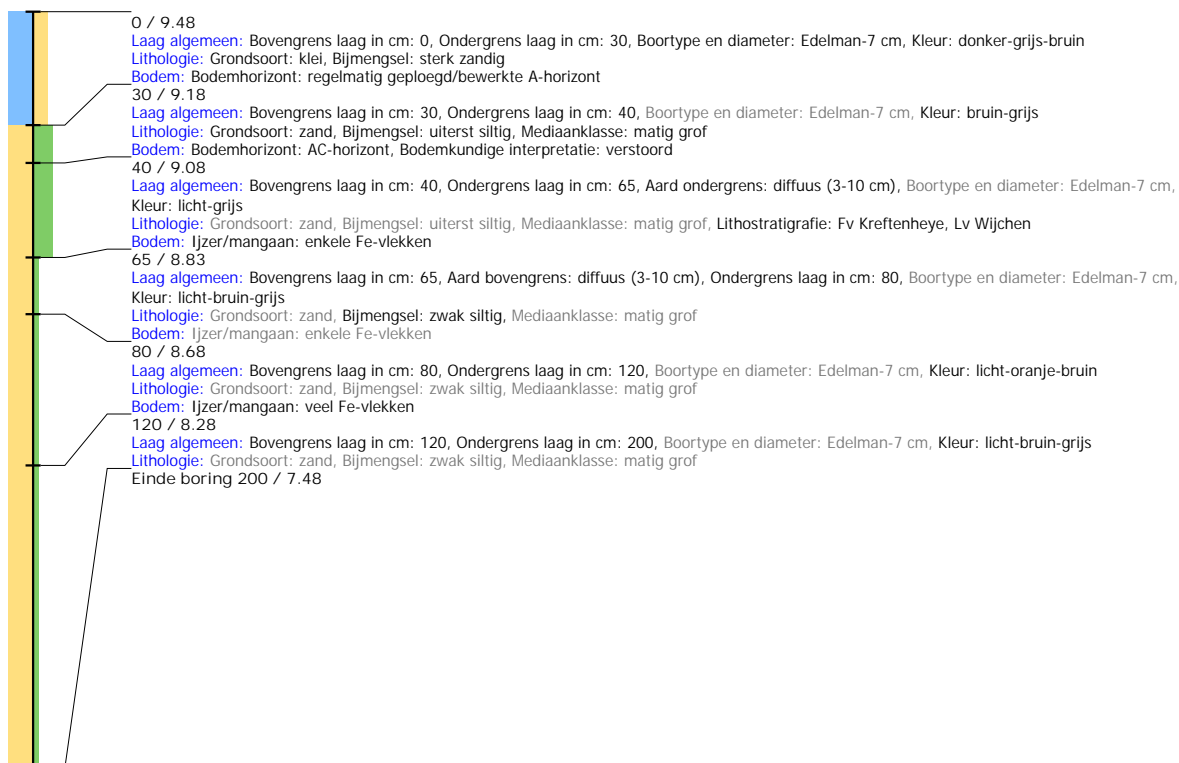 0 / 9.48
Laag algemeen: Bovengrens laag in cm: 0, Ondergrens laag in cm: 30, Boortype en diameter: Edelman-7 cm, Kleur: donker-grijs-bruin
Lithologie: Grondsoort: klei, Bijmengsel: sterk zandig
Bodem: Bodemhorizont: regelmatig geploegd/bewerkte A-horizont
30 / 9.18
Laag algemeen: Bovengrens laag in cm: 30, Ondergrens laag in cm: 40, Boortype en diameter: Edelman-7 cm, Kleur: bruin-grijs
Lithologie: Grondsoort: zand, Bijmengsel: uiterst siltig, Mediaanklasse: matig grof
Bodem: Bodemhorizont: AC-horizont, Bodemkundige interpretatie: verstoord
40 / 9.08
Laag algemeen: Bovengrens laag in cm: 40, Ondergrens laag in cm: 65, Aard ondergrens: diffuus (3-10 cm), Boortype en diameter: Edelman-7 cm,
Kleur: licht-grijs
Lithologie: Grondsoort: zand, Bijmengsel: uiterst siltig, Mediaanklasse: matig grof, Lithostratigrafie: Fv Kreftenheye, Lv Wijchen
Bodem: Ijzer/mangaan: enkele Fe-vlekken
65 / 8.83
Laag algemeen: Bovengrens laag in cm: 65, Aard bovengrens: diffuus (3-10 cm), Ondergrens laag in cm: 80, Boortype en diameter: Edelman-7 cm,
Kleur: licht-bruin-grijs
Lithologie: Grondsoort: zand, Bijmengsel: zwak siltig, Mediaanklasse: matig grof
Bodem: Ijzer/mangaan: enkele Fe-vlekken
80 / 8.68
Laag algemeen: Bovengrens laag in cm: 80, Ondergrens laag in cm: 120, Boortype en diameter: Edelman-7 cm, Kleur: licht-oranje-bruin
Lithologie: Grondsoort: zand, Bijmengsel: zwak siltig, Mediaanklasse: matig grof
Bodem: Ijzer/mangaan: veel Fe-vlekken
120 / 8.28
Laag algemeen: Bovengrens laag in cm: 120, Ondergrens laag in cm: 200, Boortype en diameter: Edelman-7 cm, Kleur: licht-bruin-grijs
Lithologie: Grondsoort: zand, Bijmengsel: zwak siltig, Mediaanklasse: matig grof
Einde boring 200 / 7.48